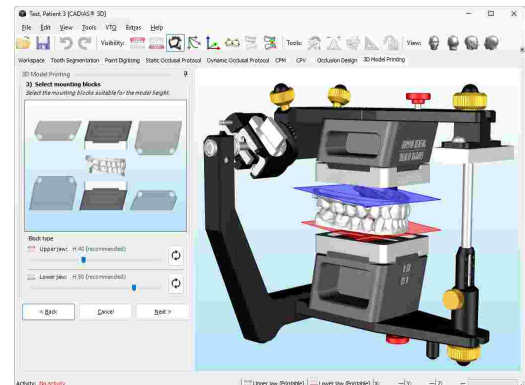 Test, Patient 3 [CADIAS® 3D]
File Edit View Tools VTO Extras Help
Visibility: Tools: View:
Workspace Tooth Segmentation Point Digitizing Static Occlusal Protocol Dynamic Occlusal Protocol CPM CPV Occlusion Design 3D Model Printing
3D Model Printing
3) Select mounting blocks
Select the mounting blocks suitable for the model height.
Block type
Upper Jaw: H 40 (recommended)
Lower Jaw: H 50 (recommended)
< Back Cancel Next >
Activity: No activity Upper Jaw (Printable) Lower Jaw (Printable) X: Y: Z: